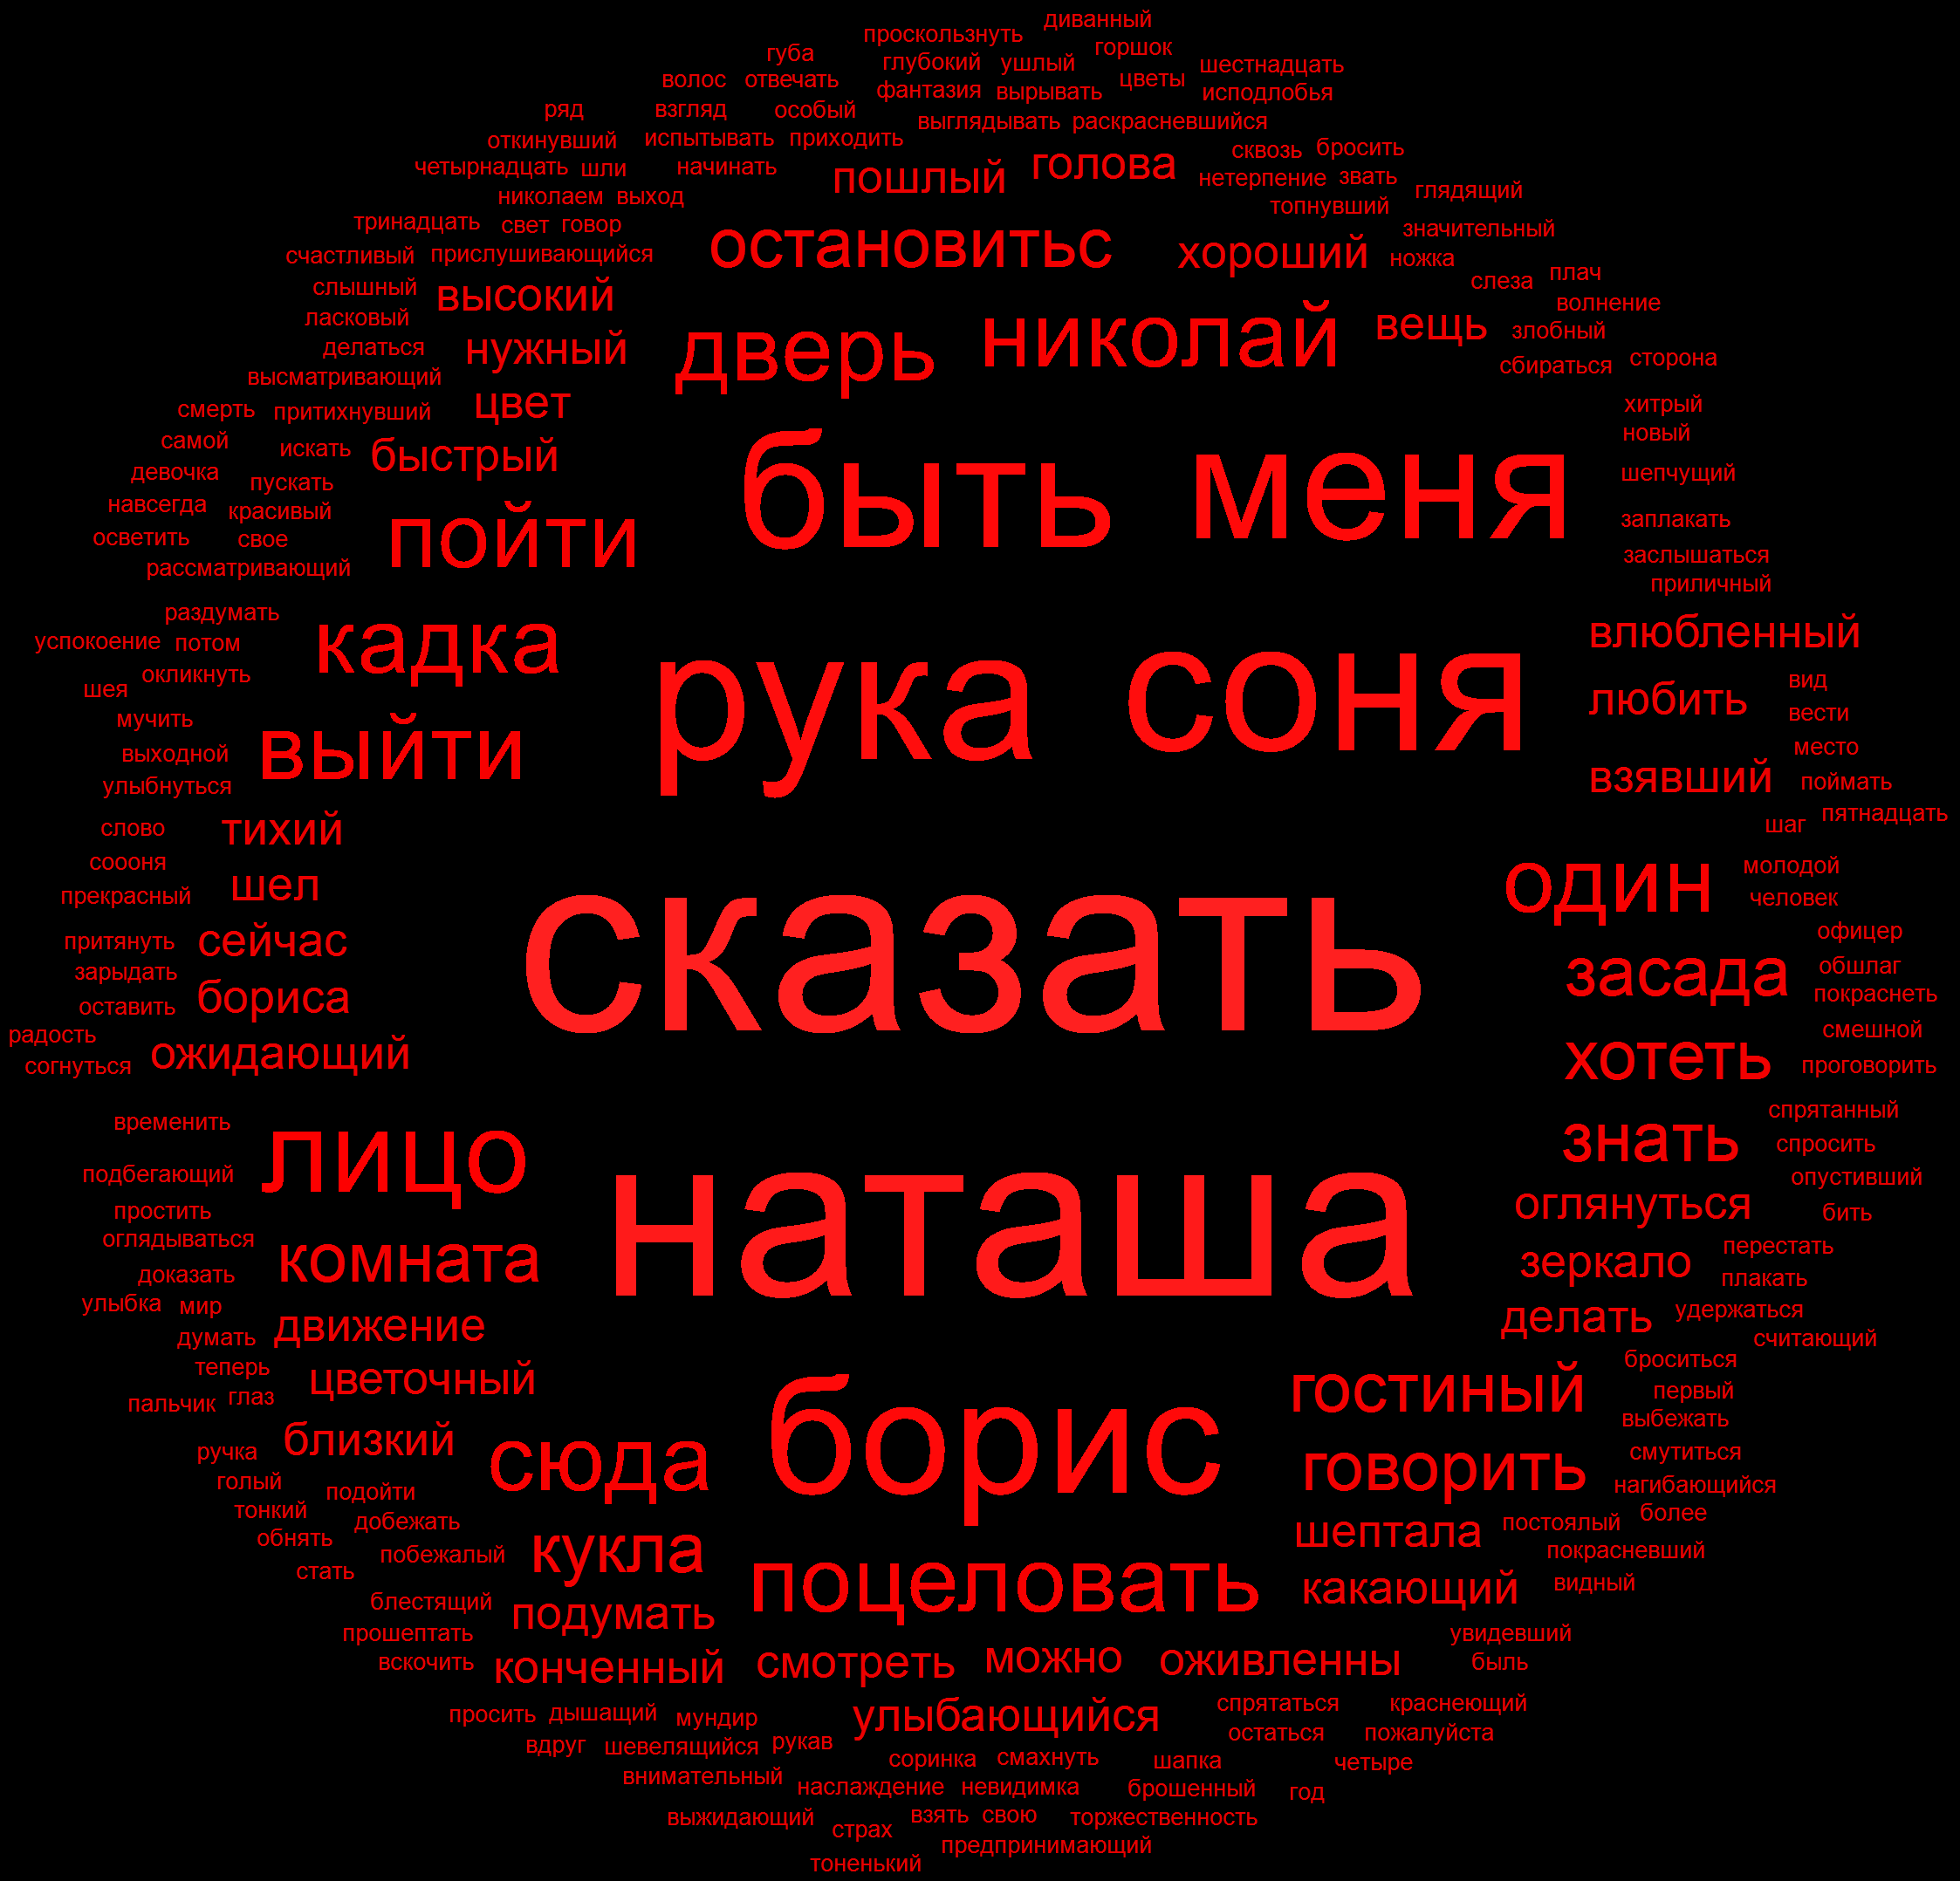 диванный
проскользнуть
горшок
губа
глубокий ушлый
шестнадцать
волос отвечать
цветы
фантазия вырывать
исподлобья
ряд
взгляд
особый
выглядывать раскрасневшийся
откинувший
испытывать приходить
сквозь бросить
четырнадцать шли
начинать
пошлый голова
нетерпение звать
николаем выход
глядящий
топнувший
тринадцать свет говор
остановитьс
значительный
счастливый прислушивающийся
хороший
ножка
слеза плач
слышный
высокий
волнение
ласковый
дверь николай вещь
злобный
делаться
нужный
сбираться сторона
высматривающий
цвет
хитрый
смерть притихнувший
новый
самой искать
быстрый
быть меня
девочка пускать
шепчущий
навсегда красивый
заплакать
осветить свое
пойти
заслышаться
рассматривающий
приличный
раздумать
кадка
влюбленный
успокоение потом
окликнуть
вид
шея
рука соня
любить
вести
мучить
выйти
место
выходной
улыбнуться
взявший поймать
пятнадцать
слово
тихий
шаг
соооня
молодой
прекрасный
шел
один
человек
сказать
притянуть
сейчас
офицер
зарыдать
засада
обшлаг
оставить
бориса
покраснеть
радость
смешной
согнуться
ожидающий
хотеть
проговорить
временить
спрятанный
лицо
знать
спросить
подбегающий
опустивший
простить
оглянуться
бить
наташа
оглядываться
комната
перестать
доказать
зеркало
плакать
улыбка мир
думать
движение
делать
удержаться
считающий
теперь
цветочный
броситься
пальчик глаз
гостиный
первый
выбежать
ручка
близкий
сюда
борис
смутиться
голый
подойти
говорить
нагибающийся
тонкий
добежать
более
обнять
шептала
постоялый
побежалый
кукла
покрасневший
стать
поцеловать
какающий
видный
блестящий
подумать
прошептать
увидевший
вскочить
конченный смотреть можно оживленны
быль
просить дышащий мундир
улыбающийся
спрятаться краснеющий
остаться пожалуйста
вдруг шевелящийся рукав
соринка смахнуть шапка
четыре
внимательный
наслаждение невидимка брошенный год
выжидающий
взять свою торжественность
страх
предпринимающий
тоненький